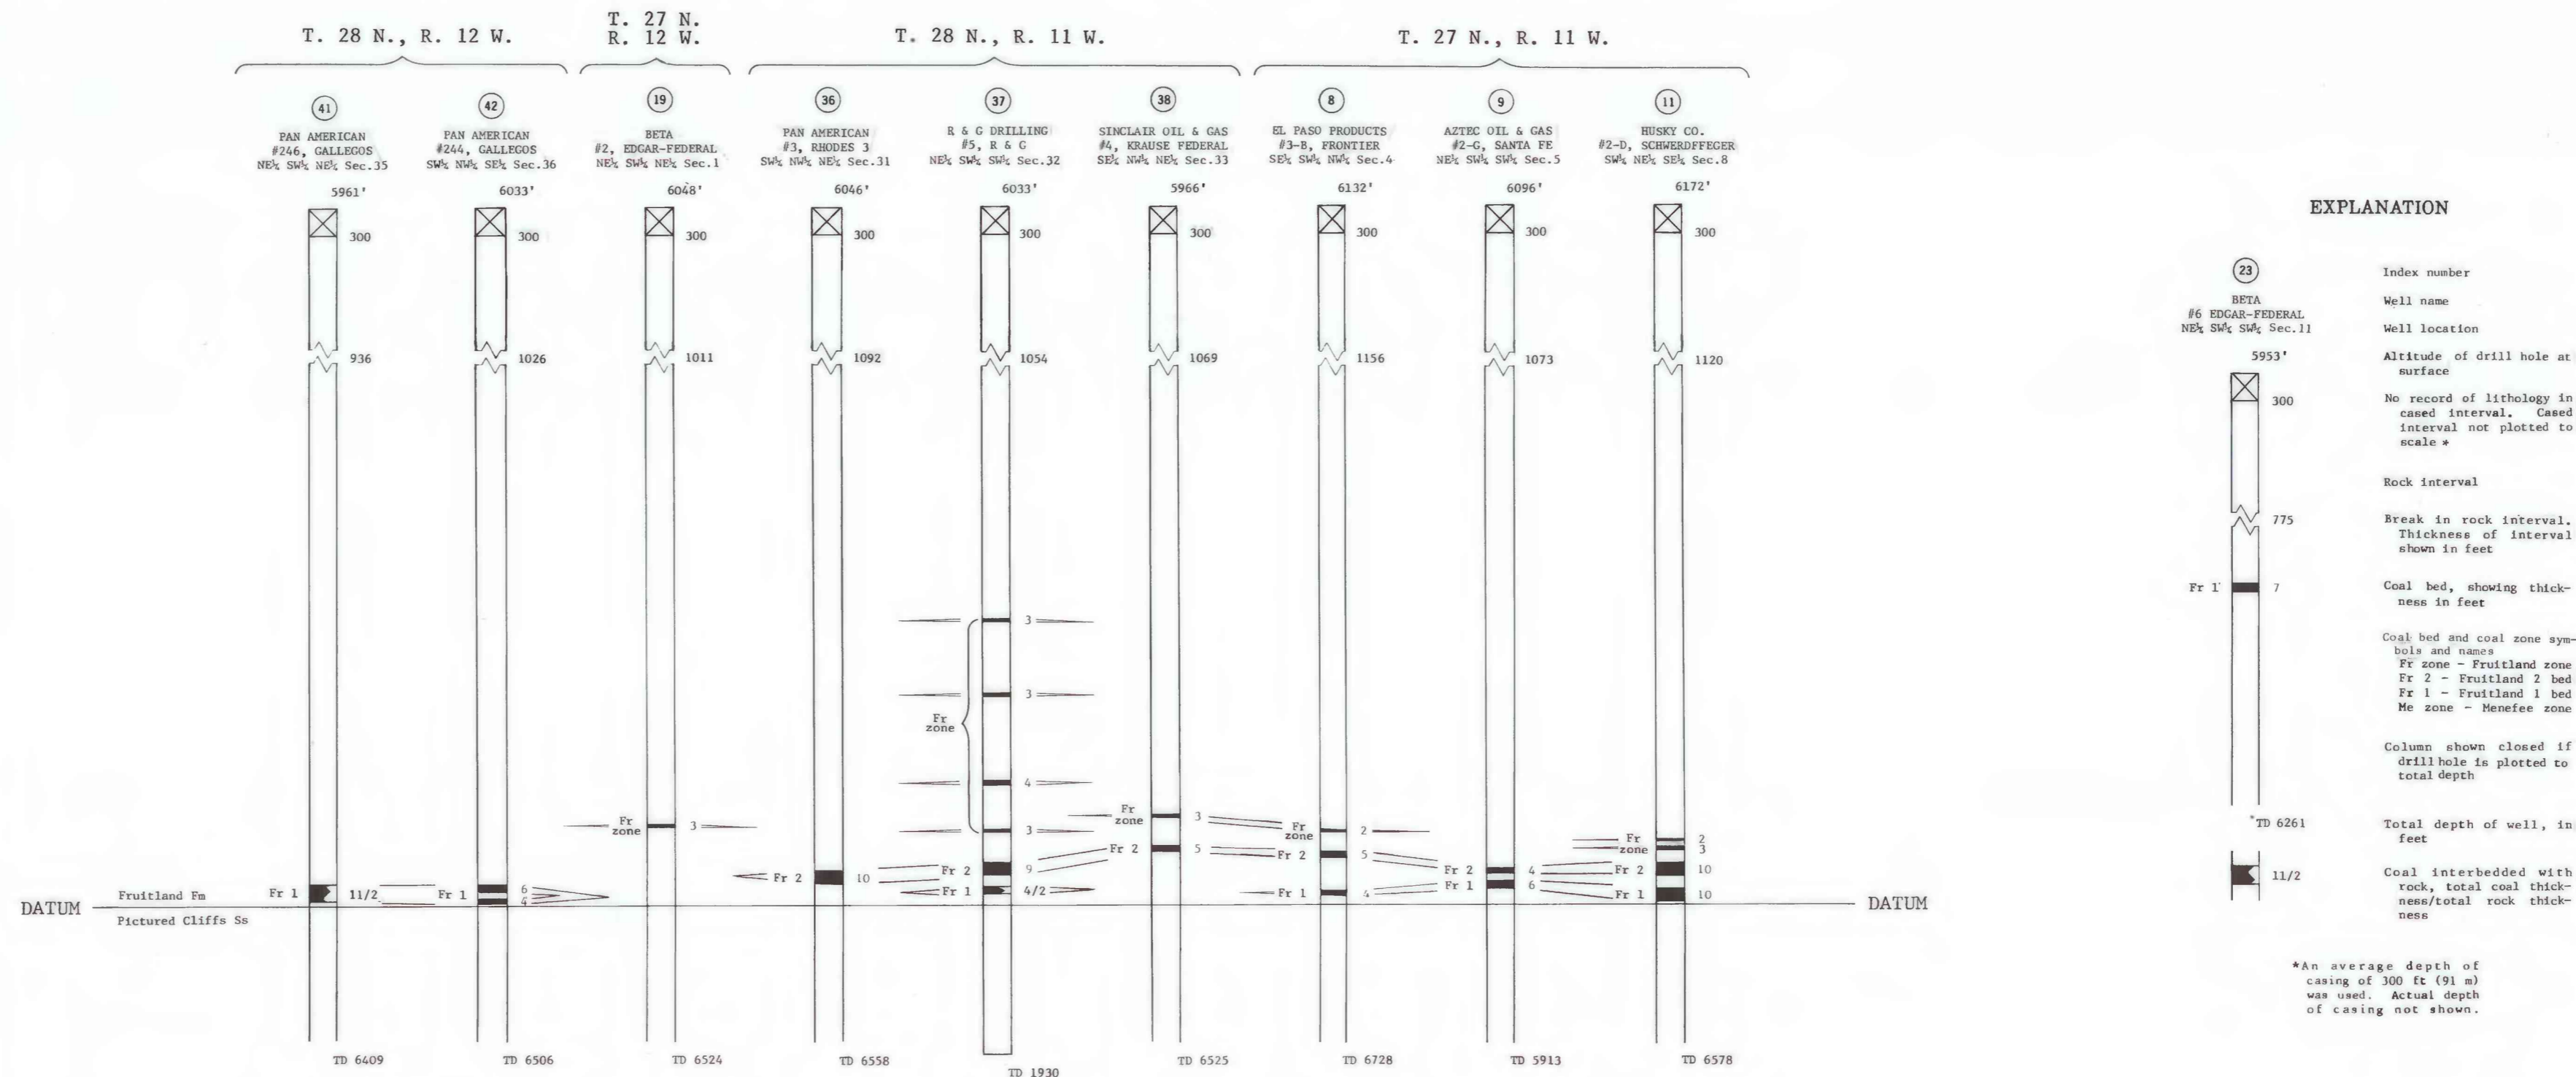 T. 28 N., R. 12 W.
T. 27 N.
R. 12 W.
T. 28 N., R. 11 W.
T. 27 N., R. 11 W.
41
PAN AMERICAN
#246, GALLEGOS
NE¼ SW¼ NE¼ Sec.35
5961'
300
936
Fr 1
11/2
TD 6409
42
PAN AMERICAN
#244, GALLEGOS
SW¼ NW¼ SE¼ Sec.36
6033'
300
1026
Fr 1
6
4
TD 6506
19
BETA
#2, EDGAR-FEDERAL
NE¼ SW¼ NE¼ Sec.1
6048'
300
1011
Fr
zone
3
TD 6524
36
PAN AMERICAN
#3, RHODES 3
SW¼ NW¼ NE¼ Sec.31
6046'
300
1092
Fr 2
10
TD 6558
37
R & G DRILLING
#5, R & G
NE¼ SW¼ SW¼ Sec.32
6033'
300
1054
3
3
Fr
zone
4
3
Fr 2
9
Fr 1
4/2
TD 1930
38
SINCLAIR OIL & GAS
#4, KRAUSE FEDERAL
SE¼ NW¼ NE¼ Sec.33
5966'
300
1069
Fr
zone
3
Fr 2
5
TD 6525
8
EL PASO PRODUCTS
#3-B, FRONTIER
SE¼ SW¼ NW¼ Sec.4
6132'
300
1156
Fr
zone
2
Fr 2
5
Fr 1
4
TD 6728
9
AZTEC OIL & GAS
#2-G, SANTA FE
NE¼ SW¼ SW¼ Sec.5
6096'
300
1073
Fr 2
4
Fr 1
6
TD 5913
11
HUSKY CO.
#2-D, SCHWERDFFEGER
SW¼ NE¼ SE¼ Sec.8
6172'
300
1120
Fr
zone
2
3
Fr 2
10
Fr 1
10
TD 6578
DATUM
Fruitland Fm
Pictured Cliffs Ss
DATUM
EXPLANATION
23
Index number
BETA
#6 EDGAR-FEDERAL
NE¼ SW¼ SW¼ Sec.11
Well name
Well location
5953'
Altitude of drill hole at
surface
300
No record of lithology in
cased interval. Cased
interval not plotted to
scale *
Rock interval
775
Break in rock interval.
Thickness of interval
shown in feet
Fr 1
7
Coal bed, showing thick-
ness in feet
Coal bed and coal zone sym-
bols and names
Fr zone - Fruitland zone
Fr 2 - Fruitland 2 bed
Fr 1 - Fruitland 1 bed
Me zone - Menefee zone
Column shown closed if
drill hole is plotted to
total depth
TD 6261
Total depth of well, in
feet
11/2
Coal interbedded with
rock, total coal thick-
ness/total rock thick-
ness
*An average depth of
casing of 300 ft (91 m)
was used. Actual depth
of casing not shown.